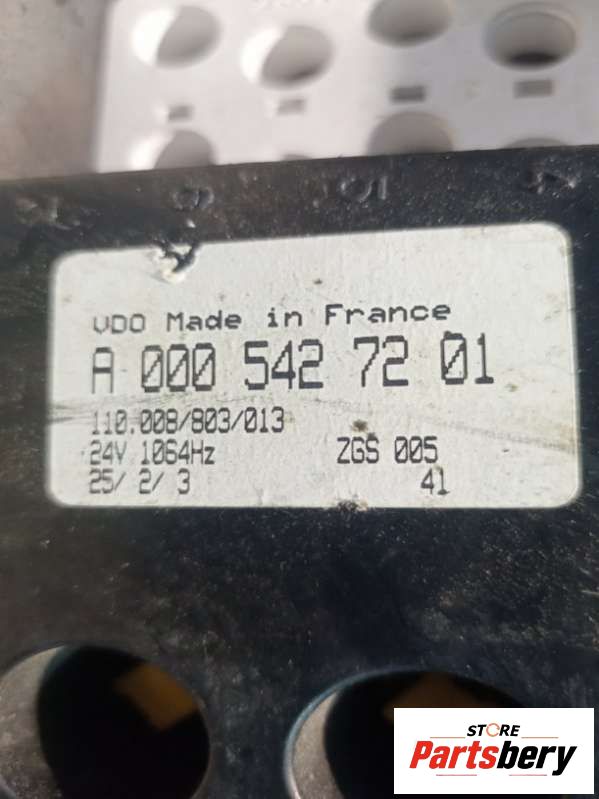 VDO Made in France
A 000 542 72 01
110.008/803/013
24V 1064Hz ZGS 005
25/ 2/ 3 41
STORE
Partsbery